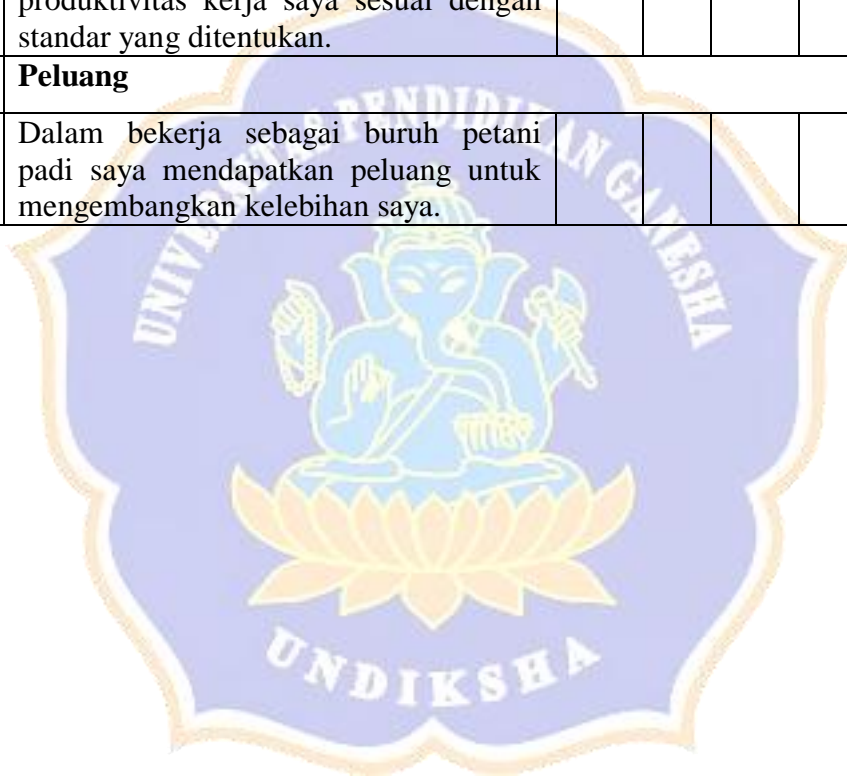 produktivitas kerja saya sesuai dengan
standar yang ditentukan.
Peluang
Dalam bekerja sebagai buruh petani
padi saya mendapatkan peluang untuk
mengembangkan kelebihan saya.
UNIVERSITAS PENDIDIKAN GANESHA
UNDIKSHA